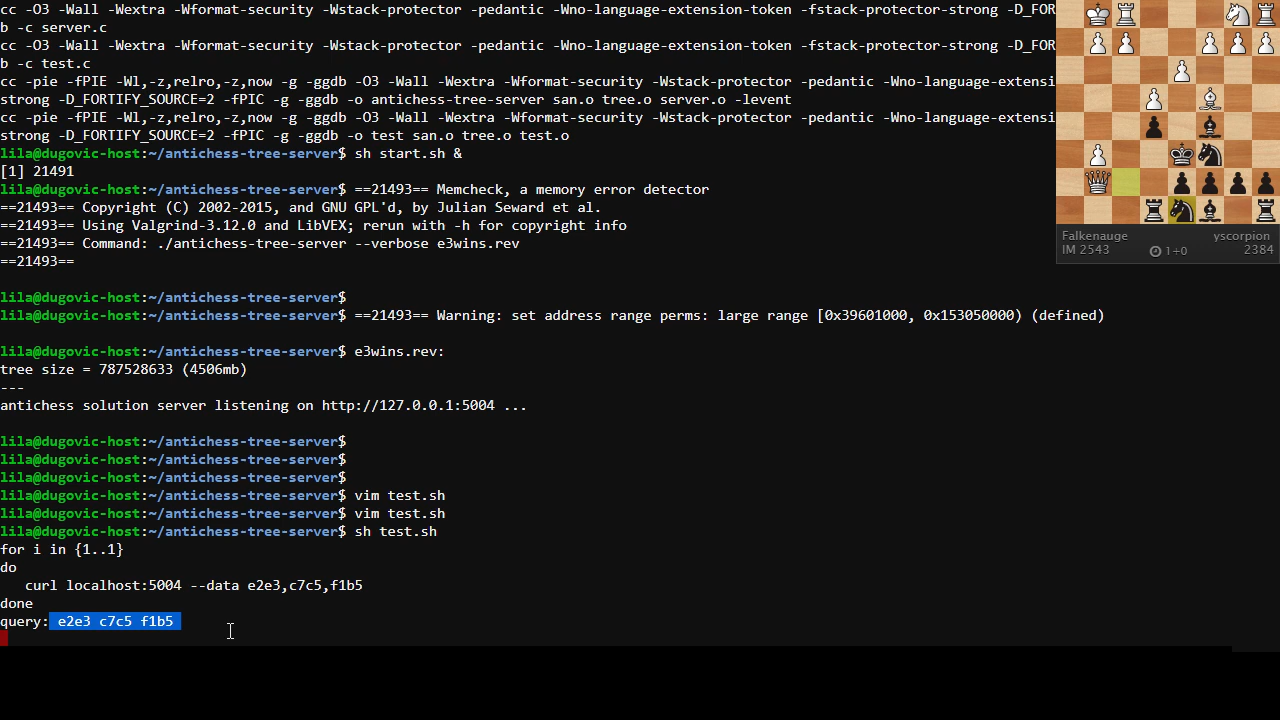 cc -O3 -Wall -Wextra -Wformat-security -Wstack-protector -pedantic -Wno-language-extension-token -fstack-protector-strong -D_FOR
b -c server.c
cc -O3 -Wall -Wextra -Wformat-security -Wstack-protector -pedantic -Wno-language-extension-token -fstack-protector-strong -D_FOR
b -c test.c
cc -pie -fPIE -Wl,-z,relro,-z,now -g -ggdb -O3 -Wall -Wextra -Wformat-security -Wstack-protector -pedantic -Wno-language-extensi
strong -D_FORTIFY_SOURCE=2 -fPIC -g -ggdb -o antichess-tree-server san.o tree.o server.o -levent
cc -pie -fPIE -Wl,-z,relro,-z,now -g -ggdb -O3 -Wall -Wextra -Wformat-security -Wstack-protector -pedantic -Wno-language-extensi
strong -D_FORTIFY_SOURCE=2 -fPIC -g -ggdb -o test san.o tree.o test.o
lila@dugovic-host:~/antichess-tree-server$ sh start.sh &
[1] 21491
lila@dugovic-host:~/antichess-tree-server$ ==21493== Memcheck, a memory error detector
==21493== Copyright (C) 2002-2015, and GNU GPL'd, by Julian Seward et al.
==21493== Using Valgrind-3.12.0 and LibVEX; rerun with -h for copyright info
==21493== Command: ./antichess-tree-server --verbose e3wins.rev
==21493==
lila@dugovic-host:~/antichess-tree-server$
lila@dugovic-host:~/antichess-tree-server$ ==21493== Warning: set address range perms: large range [0x39601000, 0x153050000) (defined)
lila@dugovic-host:~/antichess-tree-server$ e3wins.rev:
tree size = 787528633 (4506mb)
---
antichess solution server listening on http://127.0.0.1:5004 ...
lila@dugovic-host:~/antichess-tree-server$
lila@dugovic-host:~/antichess-tree-server$
lila@dugovic-host:~/antichess-tree-server$
lila@dugovic-host:~/antichess-tree-server$ vim test.sh
lila@dugovic-host:~/antichess-tree-server$ vim test.sh
lila@dugovic-host:~/antichess-tree-server$ sh test.sh
for i in {1..1}
do
   curl localhost:5004 --data e2e3,c7c5,f1b5
done
query: e2e3 c7c5 f1b5
Falkenauge yscorpion
IM 2543 1+0 2384